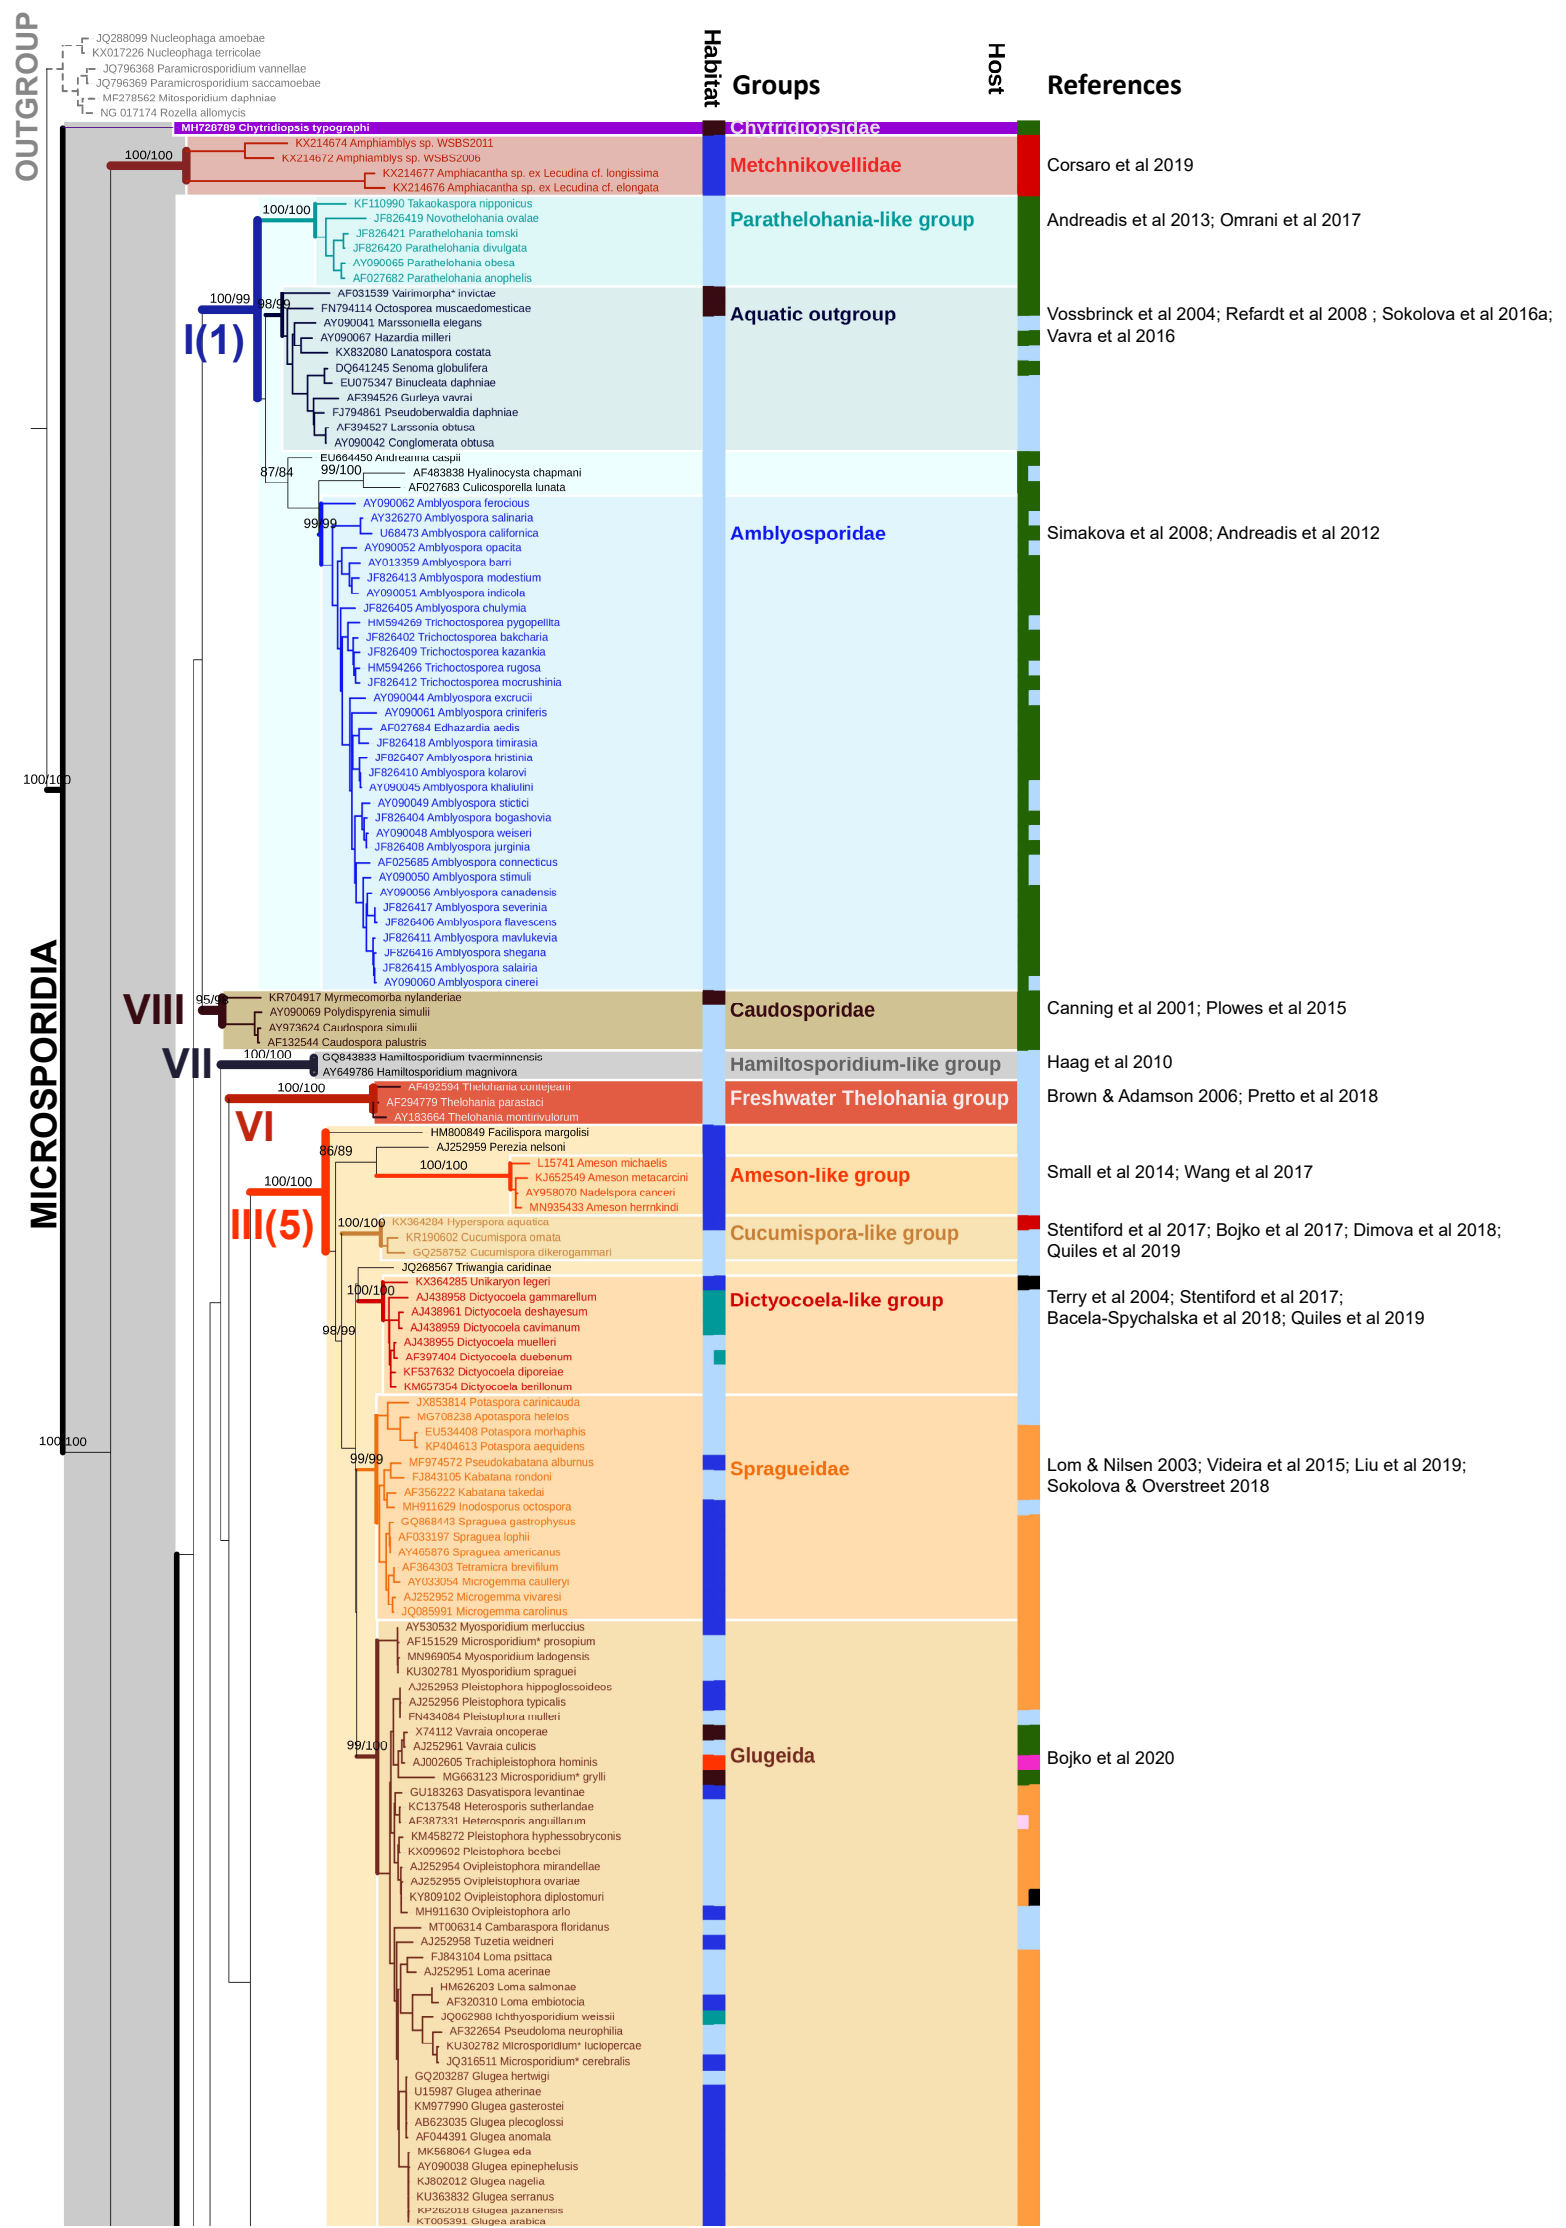 OUTGROUP
JQ288099 Nucleophaga amoebae
KX017226 Nucleophaga terricolae
JQ796368 Paramicrosporidium vannellae
JQ796369 Paramicrosporidium saccamoebae
MF278562 Mitosporidium daphniae
NG 017174 Rozella allomycis
Habitat
Groups
Host
References
MH728789 Chytridiopsis typographi
Chytridiopsidae
100/100
KX214674 Amphiamblys sp. WSBS2011
KX214672 Amphiamblys sp. WSBS2006
KX214677 Amphiacantha sp. ex Lecudina cf. longissima
KX214676 Amphiacantha sp. ex Lecudina cf. elongata
Metchnikovellidae
Corsaro et al 2019
100/100
KF110990 Takaokaspora nipponicus
JF826419 Novothelohania ovalae
JF826421 Parathelohania tomski
JF826420 Parathelohania divulgata
AY090065 Parathelohania obesa
AF027682 Parathelohania anophelis
Parathelohania-like group
Andreadis et al 2013; Omrani et al 2017
100/99
I(1)
98/99
AF031539 Vairimorpha* invictae
FN794114 Octosporea muscaedomesticae
AY090041 Marssoniella elegans
AY090067 Hazardia milleri
KX832080 Lanatospora costata
DQ641245 Senoma globulifera
EU075347 Binucleata daphniae
AF394526 Gurleya vavrai
FJ794861 Pseudoberwaldia daphniae
AF394527 Larssonia obtusa
AY090042 Conglomerata obtusa
Aquatic outgroup
Vossbrinck et al 2004; Refardt et al 2008 ; Sokolova et al 2016a;
Vavra et al 2016
87/84
EU664450 Andreanna caspii
99/100
AF483838 Hyalinocysta chapmani
AF027683 Culicosporella lunata
99/99
AY090062 Amblyospora ferocious
AY326270 Amblyospora salinaria
U68473 Amblyospora californica
AY090052 Amblyospora opacita
AY013359 Amblyospora barri
JF826413 Amblyospora modestium
AY090051 Amblyospora indicola
JF826405 Amblyospora chulymia
HM594269 Trichoctosporea pygopellita
JF826402 Trichoctosporea bakcharia
JF826409 Trichoctosporea kazankia
HM594266 Trichoctosporea rugosa
JF826412 Trichoctosporea mocrushinia
AY090044 Amblyospora excrucii
AY090061 Amblyospora criniferis
AF027684 Edhazardia aedis
JF826418 Amblyospora timirasia
JF826407 Amblyospora hristinia
JF826410 Amblyospora kolarovi
AY090045 Amblyospora khaliulini
AY090049 Amblyospora stictici
JF826404 Amblyospora bogashovia
AY090048 Amblyospora weiseri
JF826408 Amblyospora jurginia
AF025685 Amblyospora connecticus
AY090050 Amblyospora stimuli
AY090056 Amblyospora canadensis
JF826417 Amblyospora severinia
JF826406 Amblyospora flavescens
JF826411 Amblyospora mavlukevia
JF826416 Amblyospora shegaria
JF826415 Amblyospora salairia
AY090060 Amblyospora cinerei
Amblyosporidae
Simakova et al 2008; Andreadis et al 2012
100/100
MICROSPORIDIA
VIII
KR704917 Myrmecomorba nylanderiae
AY090069 Polydispyrenia simulii
AY973624 Caudospora simulii
AF132544 Caudospora palustris
Caudosporidae
Canning et al 2001; Plowes et al 2015
VII
100/100
GQ843833 Hamiltosporidium tvaerminnensis
AY649786 Hamiltosporidium magnivora
Hamiltosporidium-like group
Haag et al 2010
VI
100/100
AF492594 Thelohania contejeani
AF294779 Thelohania parastaci
AY183664 Thelohania montirivulorum
Freshwater Thelohania group
Brown & Adamson 2006; Pretto et al 2018
HM800849 Facilispora margolisi
86/89
AJ252959 Perezia nelsoni
100/100
L15741 Ameson michaelis
KJ652549 Ameson metacarcini
AY958070 Nadelspora canceri
MN935433 Ameson herrnkindi
Ameson-like group
Small et al 2014; Wang et al 2017
100/100
III(5)
100/100
KX364284 Hyperspora aquatica
KR190602 Cucumispora ornata
GQ258752 Cucumispora dikerogammari
Cucumispora-like group
Stentiford et al 2017; Bojko et al 2017; Dimova et al 2018;
Quiles et al 2019
JQ268567 Triwangia caridinae
100/100
KX364285 Unikaryon legeri
AJ438958 Dictyocoela gammarellum
AJ438961 Dictyocoela deshayesum
AJ438959 Dictyocoela cavimanum
AJ438955 Dictyocoela muelleri
AF397404 Dictyocoela duebenum
KF537632 Dictyocoela diporeiae
KM657354 Dictyocoela berillonum
Dictyocoela-like group
Terry et al 2004; Stentiford et al 2017;
Bacela-Spychalska et al 2018; Quiles et al 2019
98/99
100/100
99/99
JX853814 Potaspora carinicauda
MG708238 Apotaspora heleios
EU534408 Potaspora morhaphis
KP404613 Potaspora aequidens
MF974572 Pseudokabatana alburnus
FJ843105 Kabatana rondoni
AF356222 Kabatana takedai
MH911629 Inodosporus octospora
GQ868443 Spraguea gastrophysus
AF033197 Spraguea lophii
AY465876 Spraguea americanus
AF364303 Tetramicra brevifilum
AY033054 Microgemma caulleryi
AJ252952 Microgemma vivaresi
JQ085991 Microgemma carolinus
Spragueidae
Lom & Nilsen 2003; Videira et al 2015; Liu et al 2019;
Sokolova & Overstreet 2018
99/100
AY530532 Myosporidium merluccius
AF151529 Microsporidium* prosopium
MN969054 Myosporidium ladogensis
KU302781 Myosporidium spraguei
AJ252953 Pleistophora hippoglossoideos
AJ252956 Pleistophora typicalis
FN434084 Pleistophora mulleri
X74112 Vavraia oncoperae
AJ252961 Vavraia culicis
AJ002605 Trachipleistophora hominis
MG663123 Microsporidium* grylli
GU183263 Dasyatispora levantinae
KC137548 Heterosporis sutherlandae
AF387331 Heterosporis anguillarum
KM458272 Pleistophora hyphessobryconis
KX099692 Pleistophora beebei
AJ252954 Ovipleistophora mirandellae
AJ252955 Ovipleistophora ovariae
KY809102 Ovipleistophora diplostomuri
MH911630 Ovipleistophora arlo
MT006314 Cambaraspora floridanus
AJ252958 Tuzetia weidneri
FJ843104 Loma psittaca
AJ252951 Loma acerinae
HM626203 Loma salmonae
AF320310 Loma embiotocia
JQ062988 Ichthyosporidium weissii
AF322654 Pseudoloma neurophilia
KU302782 Microsporidium* luciopercae
JQ316511 Microsporidium* cerebralis
GQ203287 Glugea hertwigi
U15987 Glugea atherinae
KM977990 Glugea gasterostei
AB623035 Glugea plecoglossi
AF044391 Glugea anomala
MK568064 Glugea eda
AY090038 Glugea epinephelusis
KJ802012 Glugea nagelia
KU363832 Glugea serranus
KP262018 Glugea jazanensis
KT005391 Glugea arabica
Glugeida
Bojko et al 2020